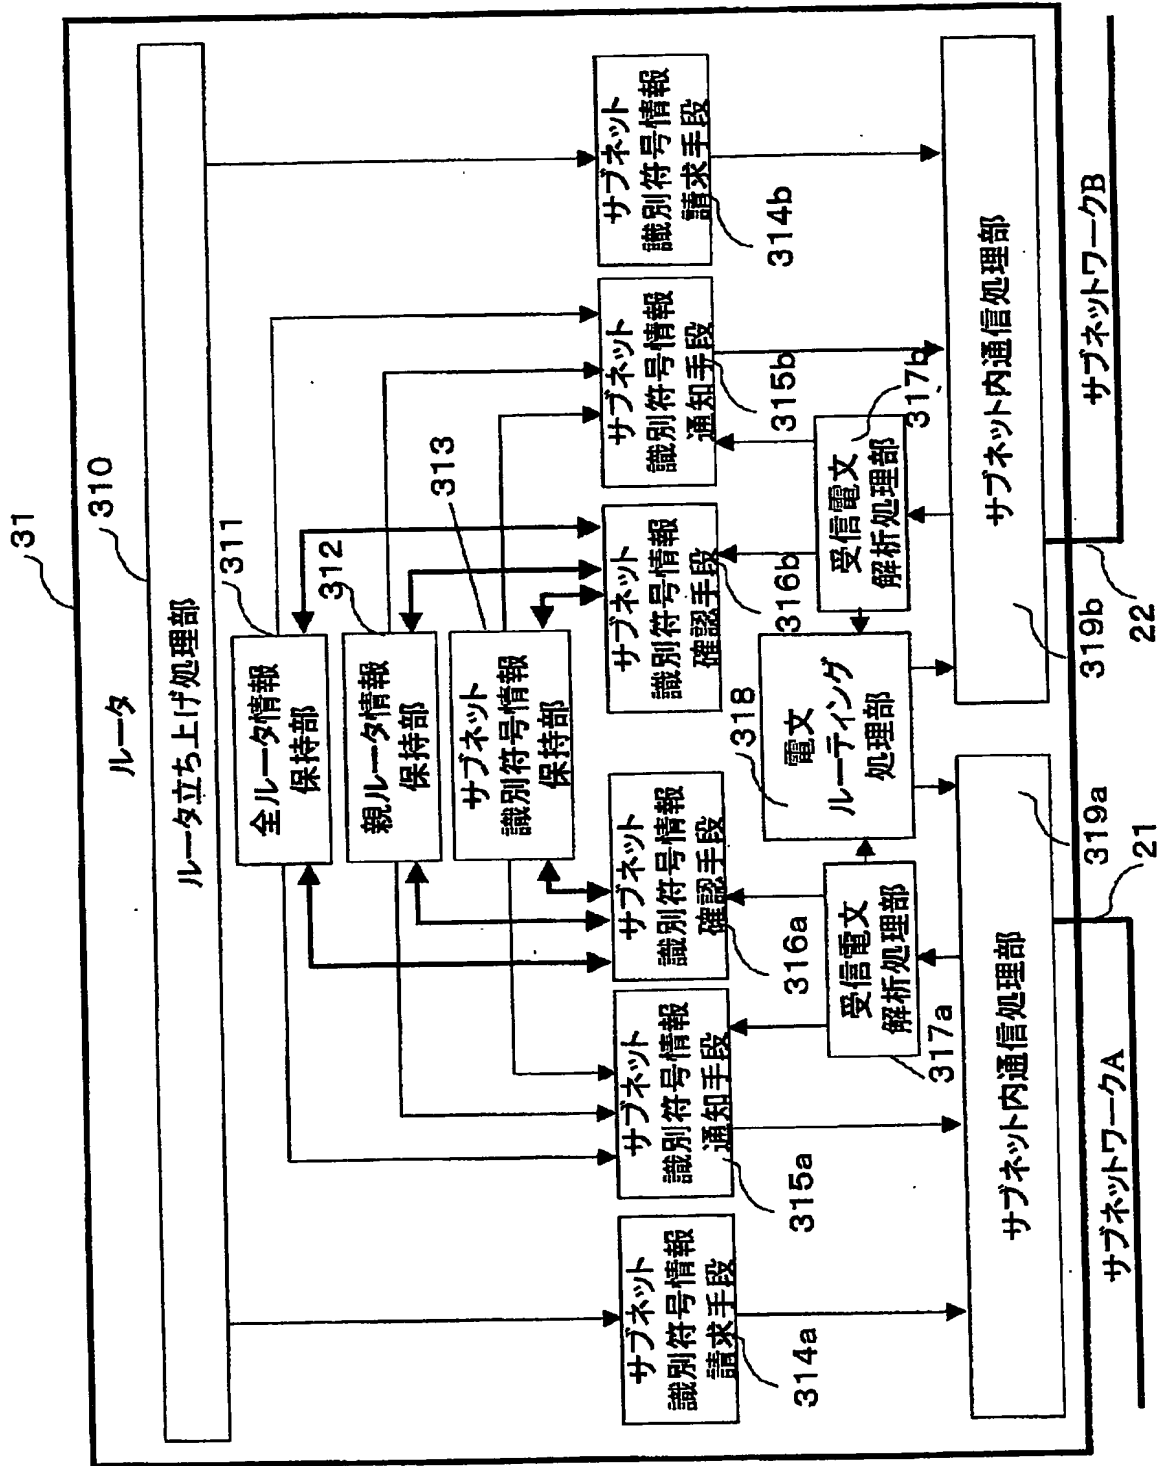 31
ルータ
310
ルータ立ち上げ処理部
311
全ルータ情報
保持部
312
親ルータ情報
保持部
313
サブネット
識別符号情報
保持部
サブネット
識別符号情報
請求手段
314a
サブネット
識別符号情報
通知手段
315a
サブネット
識別符号情報
確認手段
316a
サブネット
識別符号情報
確認手段
316b
サブネット
識別符号情報
通知手段
315b
サブネット
識別符号情報
請求手段
314b
受信電文
解析処理部
317a
318
電文
ルーティング
処理部
受信電文
解析処理部
317b
サブネット内通信処理部
319a
サブネット内通信処理部
319b
サブネットワークA
21
22
サブネットワークB